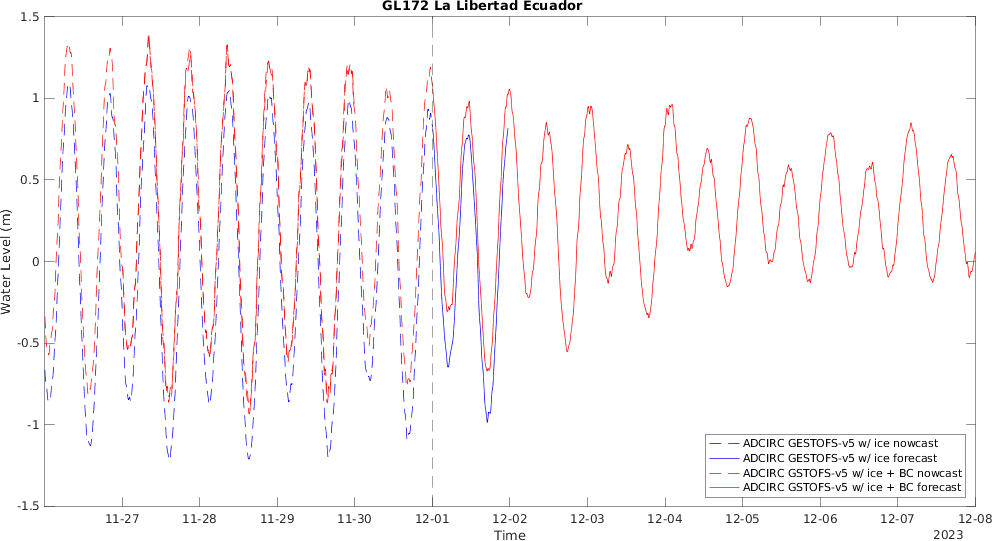 GL172 La Libertad Ecuador
1.5
1
0.5
0
-0.5
-1
-1.5
Water Level (m)
ADCIRC GESTOFS-v5 w/ ice nowcast
ADCIRC GESTOFS-v5 w/ ice forecast
ADCIRC GSTOFS-v5 w/ ice + BC nowcast
ADCIRC GSTOFS-v5 w/ ice + BC forecast
11-27 11-28 11-29 11-30 12-01 12-02 12-03 12-04 12-05 12-06 12-07 12-08
Time
2023